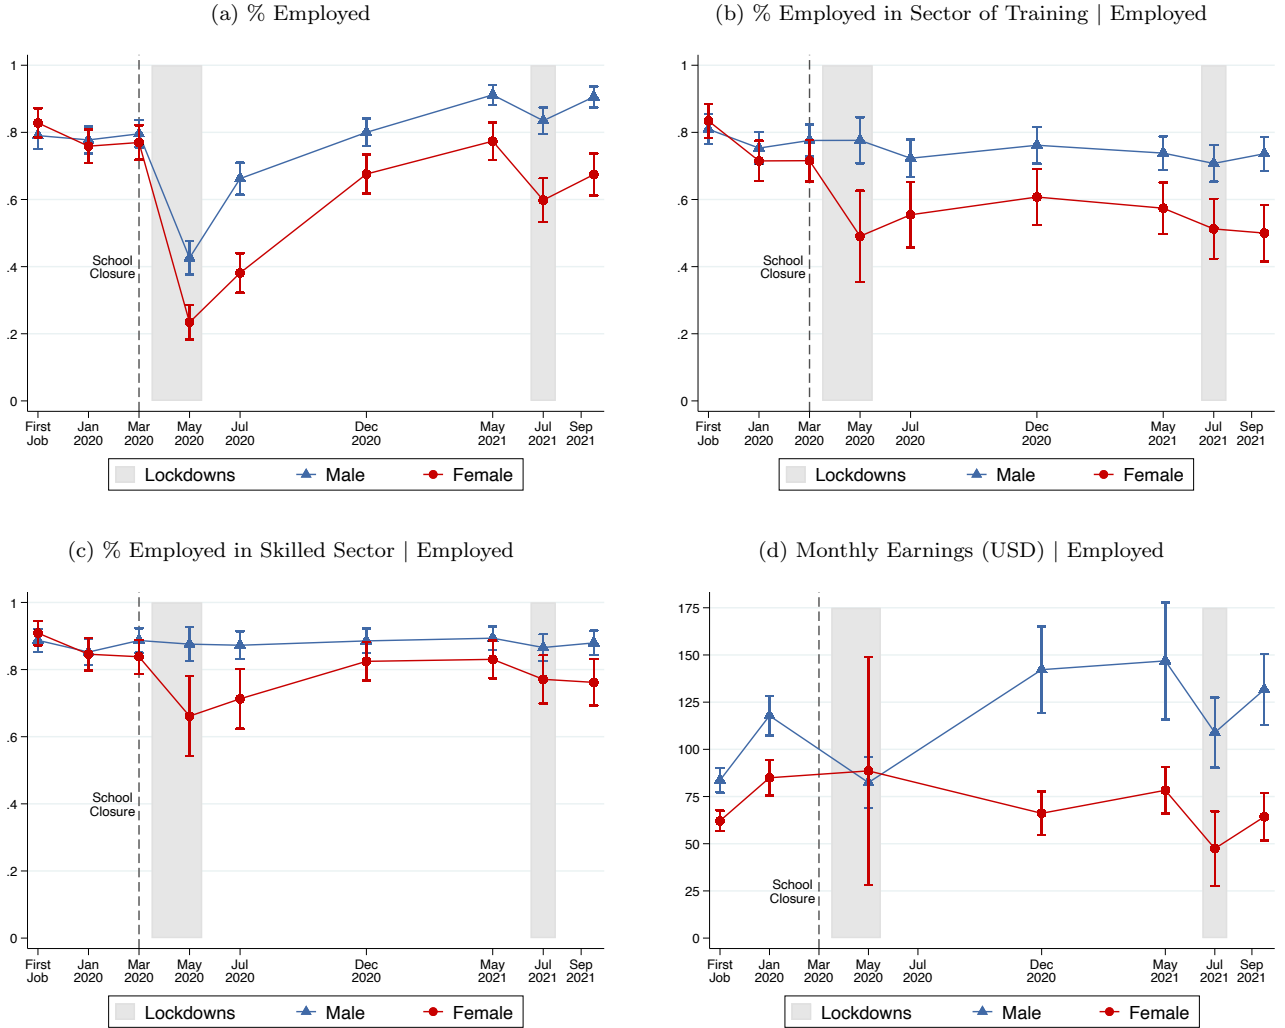 (a) % Employed
1
.8
.6
.4
.2
0
School
Closure
First Jan Mar May Jul Dec May Jul Sep
Job 2020 2020 2020 2020 2020 2021 2021 2021
Lockdowns Male Female
(b) % Employed in Sector of Training | Employed
1
.8
.6
.4
.2
0
School
Closure
First Jan Mar May Jul Dec May Jul Sep
Job 2020 2020 2020 2020 2020 2021 2021 2021
Lockdowns Male Female
(c) % Employed in Skilled Sector | Employed
1
.8
.6
.4
.2
0
School
Closure
First Jan Mar May Jul Dec May Jul Sep
Job 2020 2020 2020 2020 2020 2021 2021 2021
Lockdowns Male Female
(d) Monthly Earnings (USD) | Employed
175
150
125
100
75
50
25
0
School
Closure
First Jan Mar May Jul Dec May Jul Sep
Job 2020 2020 2020 2020 2020 2021 2021 2021
Lockdowns Male Female